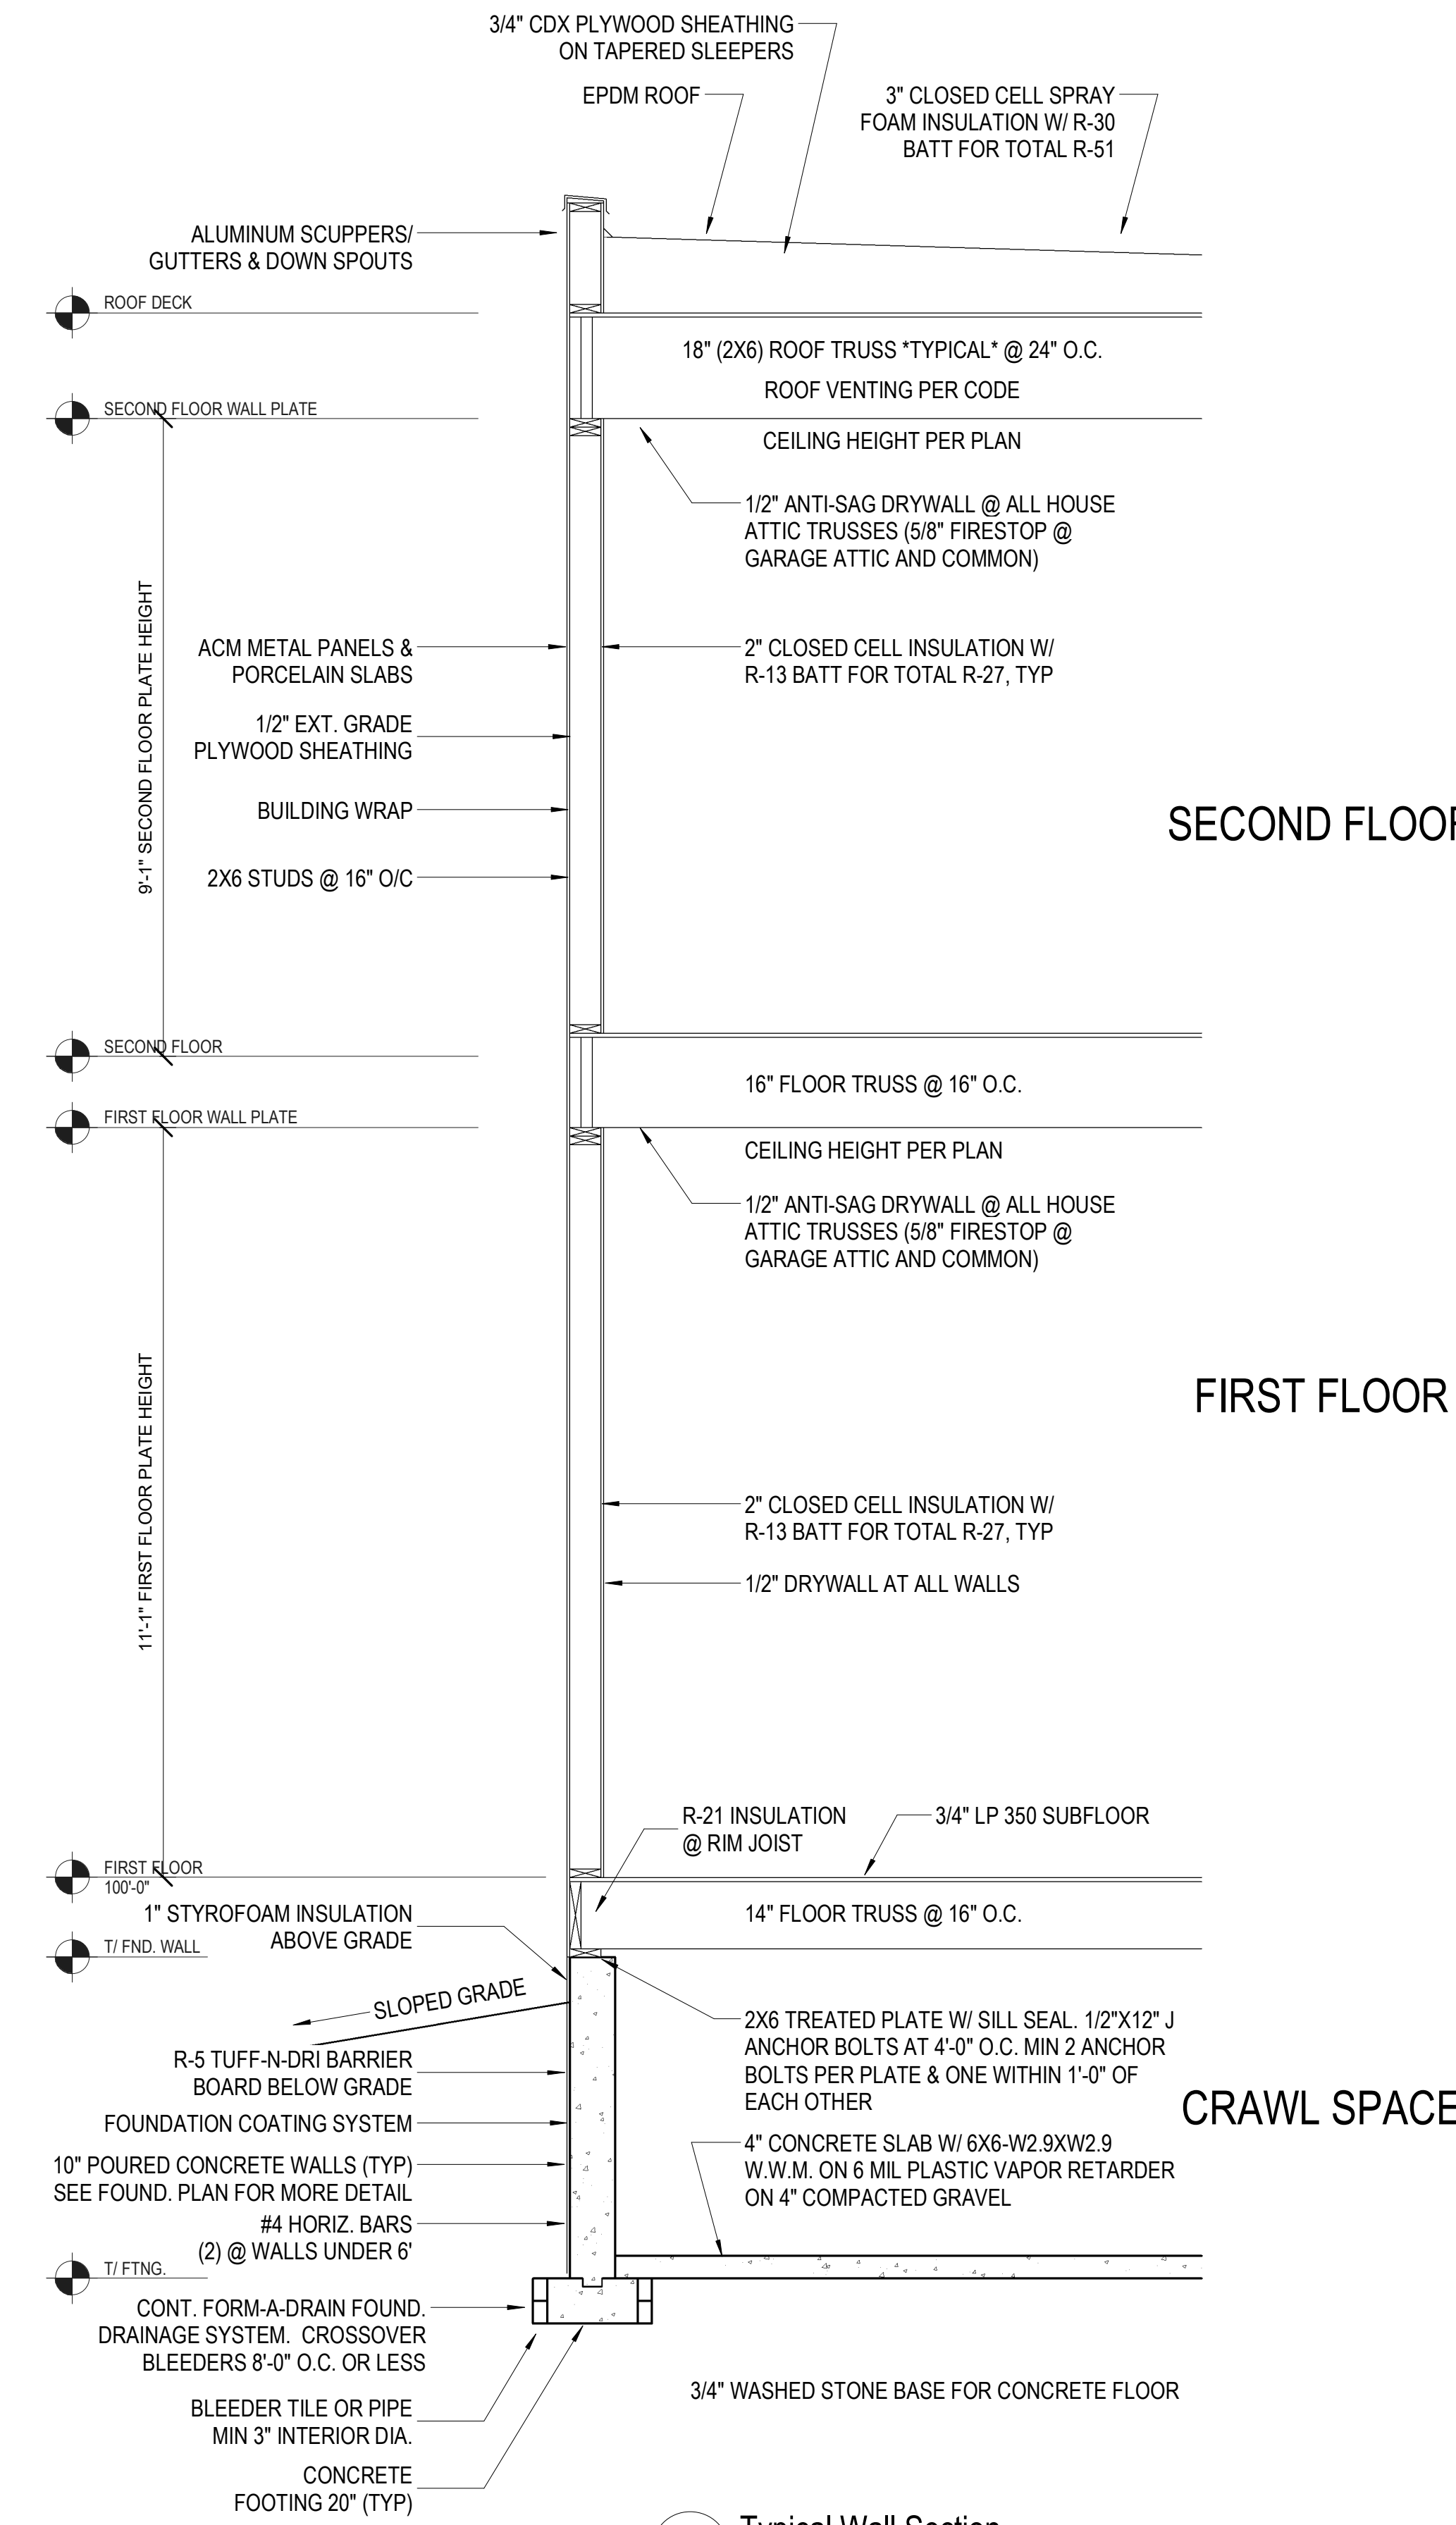 3/4" CDX PLYWOOD SHEATHING
ON TAPERED SLEEPERS
EPDM ROOF
3" CLOSED CELL SPRAY
FOAM INSULATION W/ R-30
BATT FOR TOTAL R-51
ALUMINUM SCUPPERS/
GUTTERS & DOWN SPOUTS
ROOF DECK
18" (2X6) ROOF TRUSS *TYPICAL* @ 24" O.C.
ROOF VENTING PER CODE
SECOND FLOOR WALL PLATE
CEILING HEIGHT PER PLAN
1/2" ANTI-SAG DRYWALL @ ALL HOUSE
ATTIC TRUSSES (5/8" FIRESTOP @
GARAGE ATTIC AND COMMON)
9'-1" SECOND FLOOR PLATE HEIGHT
ACM METAL PANELS &
PORCELAIN SLABS
2" CLOSED CELL INSULATION W/
R-13 BATT FOR TOTAL R-27, TYP
1/2" EXT. GRADE
PLYWOOD SHEATHING
BUILDING WRAP
SECOND FLOOR
2X6 STUDS @ 16" O/C
SECOND FLOOR
16" FLOOR TRUSS @ 16" O.C.
FIRST FLOOR WALL PLATE
CEILING HEIGHT PER PLAN
1/2" ANTI-SAG DRYWALL @ ALL HOUSE
ATTIC TRUSSES (5/8" FIRESTOP @
GARAGE ATTIC AND COMMON)
11'-1" FIRST FLOOR PLATE HEIGHT
FIRST FLOOR
2" CLOSED CELL INSULATION W/
R-13 BATT FOR TOTAL R-27, TYP
1/2" DRYWALL AT ALL WALLS
R-21 INSULATION
@ RIM JOIST
3/4" LP 350 SUBFLOOR
FIRST FLOOR
100'-0"
1" STYROFOAM INSULATION
ABOVE GRADE
14" FLOOR TRUSS @ 16" O.C.
T/ FND. WALL
SLOPED GRADE
2X6 TREATED PLATE W/ SILL SEAL. 1/2"X12" J
ANCHOR BOLTS AT 4'-0" O.C. MIN 2 ANCHOR
BOLTS PER PLATE & ONE WITHIN 1'-0" OF
EACH OTHER
R-5 TUFF-N-DRI BARRIER
BOARD BELOW GRADE
FOUNDATION COATING SYSTEM
CRAWL SPACE
10" POURED CONCRETE WALLS (TYP)
SEE FOUND. PLAN FOR MORE DETAIL
4" CONCRETE SLAB W/ 6X6-W2.9XW2.9
W.W.M. ON 6 MIL PLASTIC VAPOR RETARDER
ON 4" COMPACTED GRAVEL
#4 HORIZ. BARS
(2) @ WALLS UNDER 6'
T/ FTNG.
CONT. FORM-A-DRAIN FOUND.
DRAINAGE SYSTEM. CROSSOVER
BLEEDERS 8'-0" O.C. OR LESS
3/4" WASHED STONE BASE FOR CONCRETE FLOOR
BLEEDER TILE OR PIPE
MIN 3" INTERIOR DIA.
CONCRETE
FOOTING 20" (TYP)
Typical Wall Section